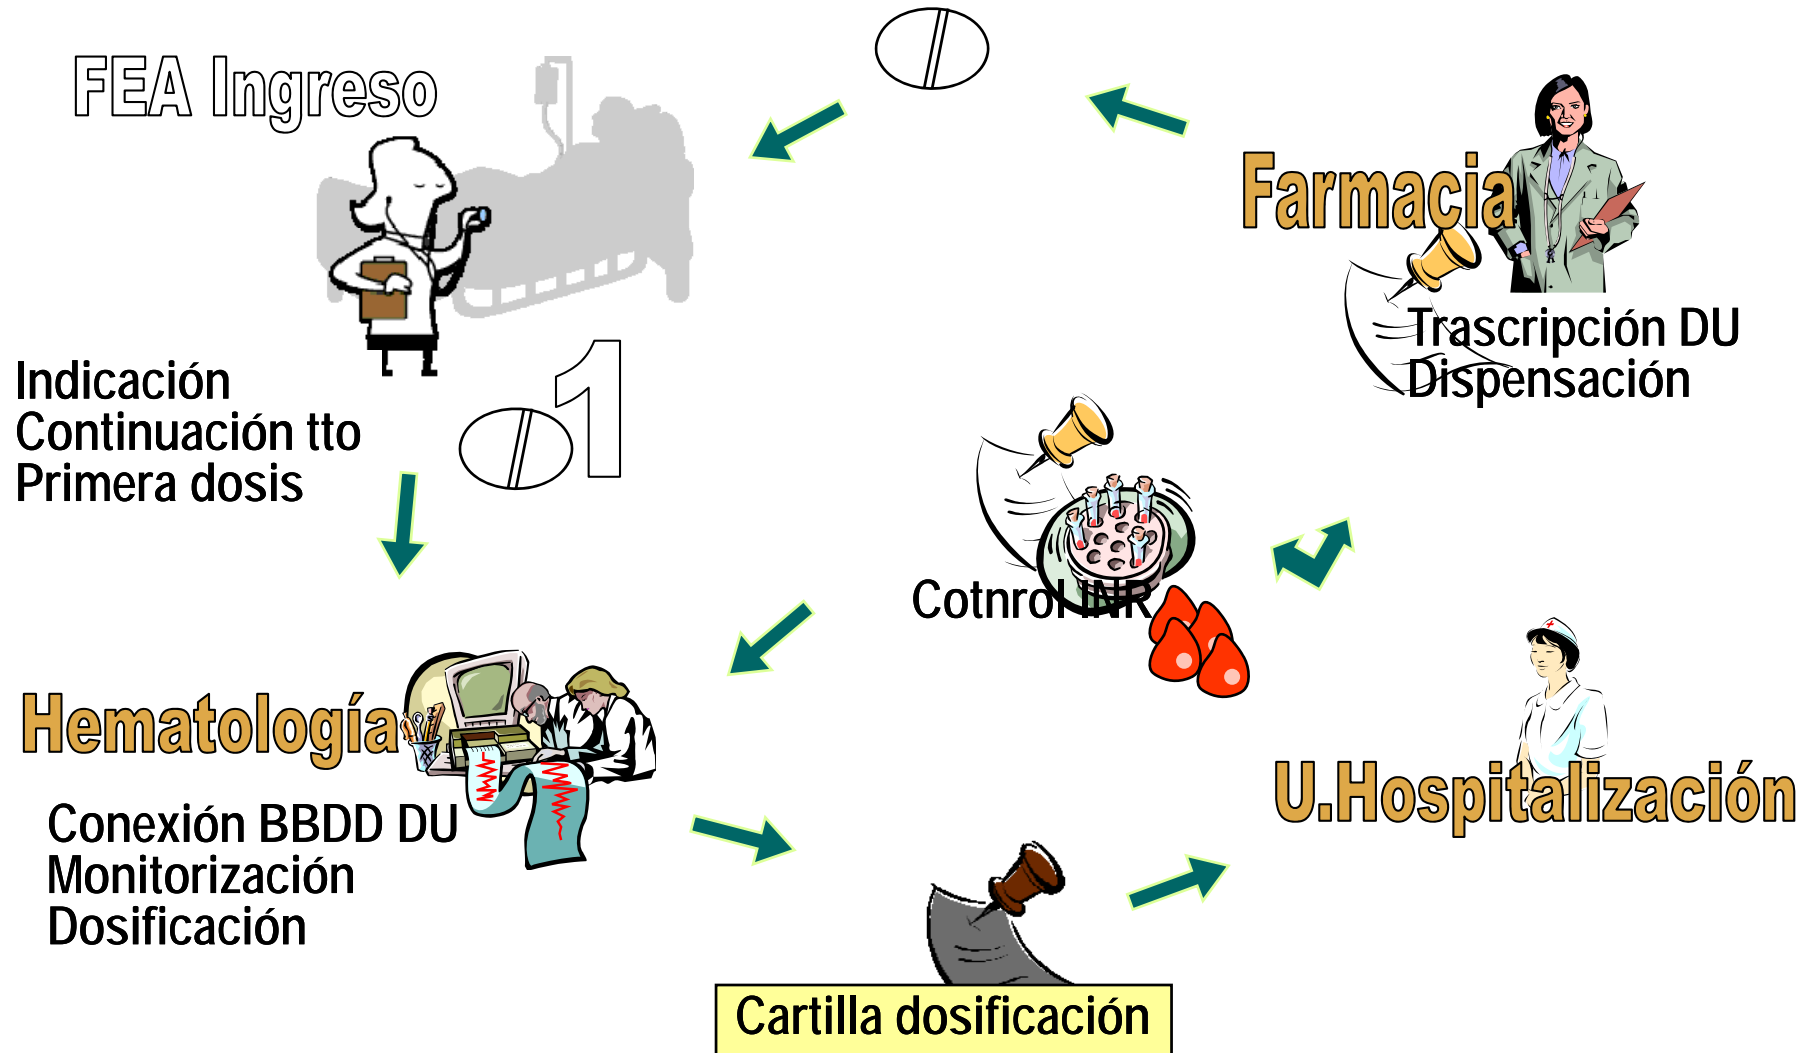 FEA Ingreso
Farmacia
Trascripción DU
Dispensación
Indicación
Continuación tto
Primera dosis
1
Cotnrol INR
Hematología
Conexión BBDD DU
Monitorización
Dosificación
U.Hospitalización
Cartilla dosificación